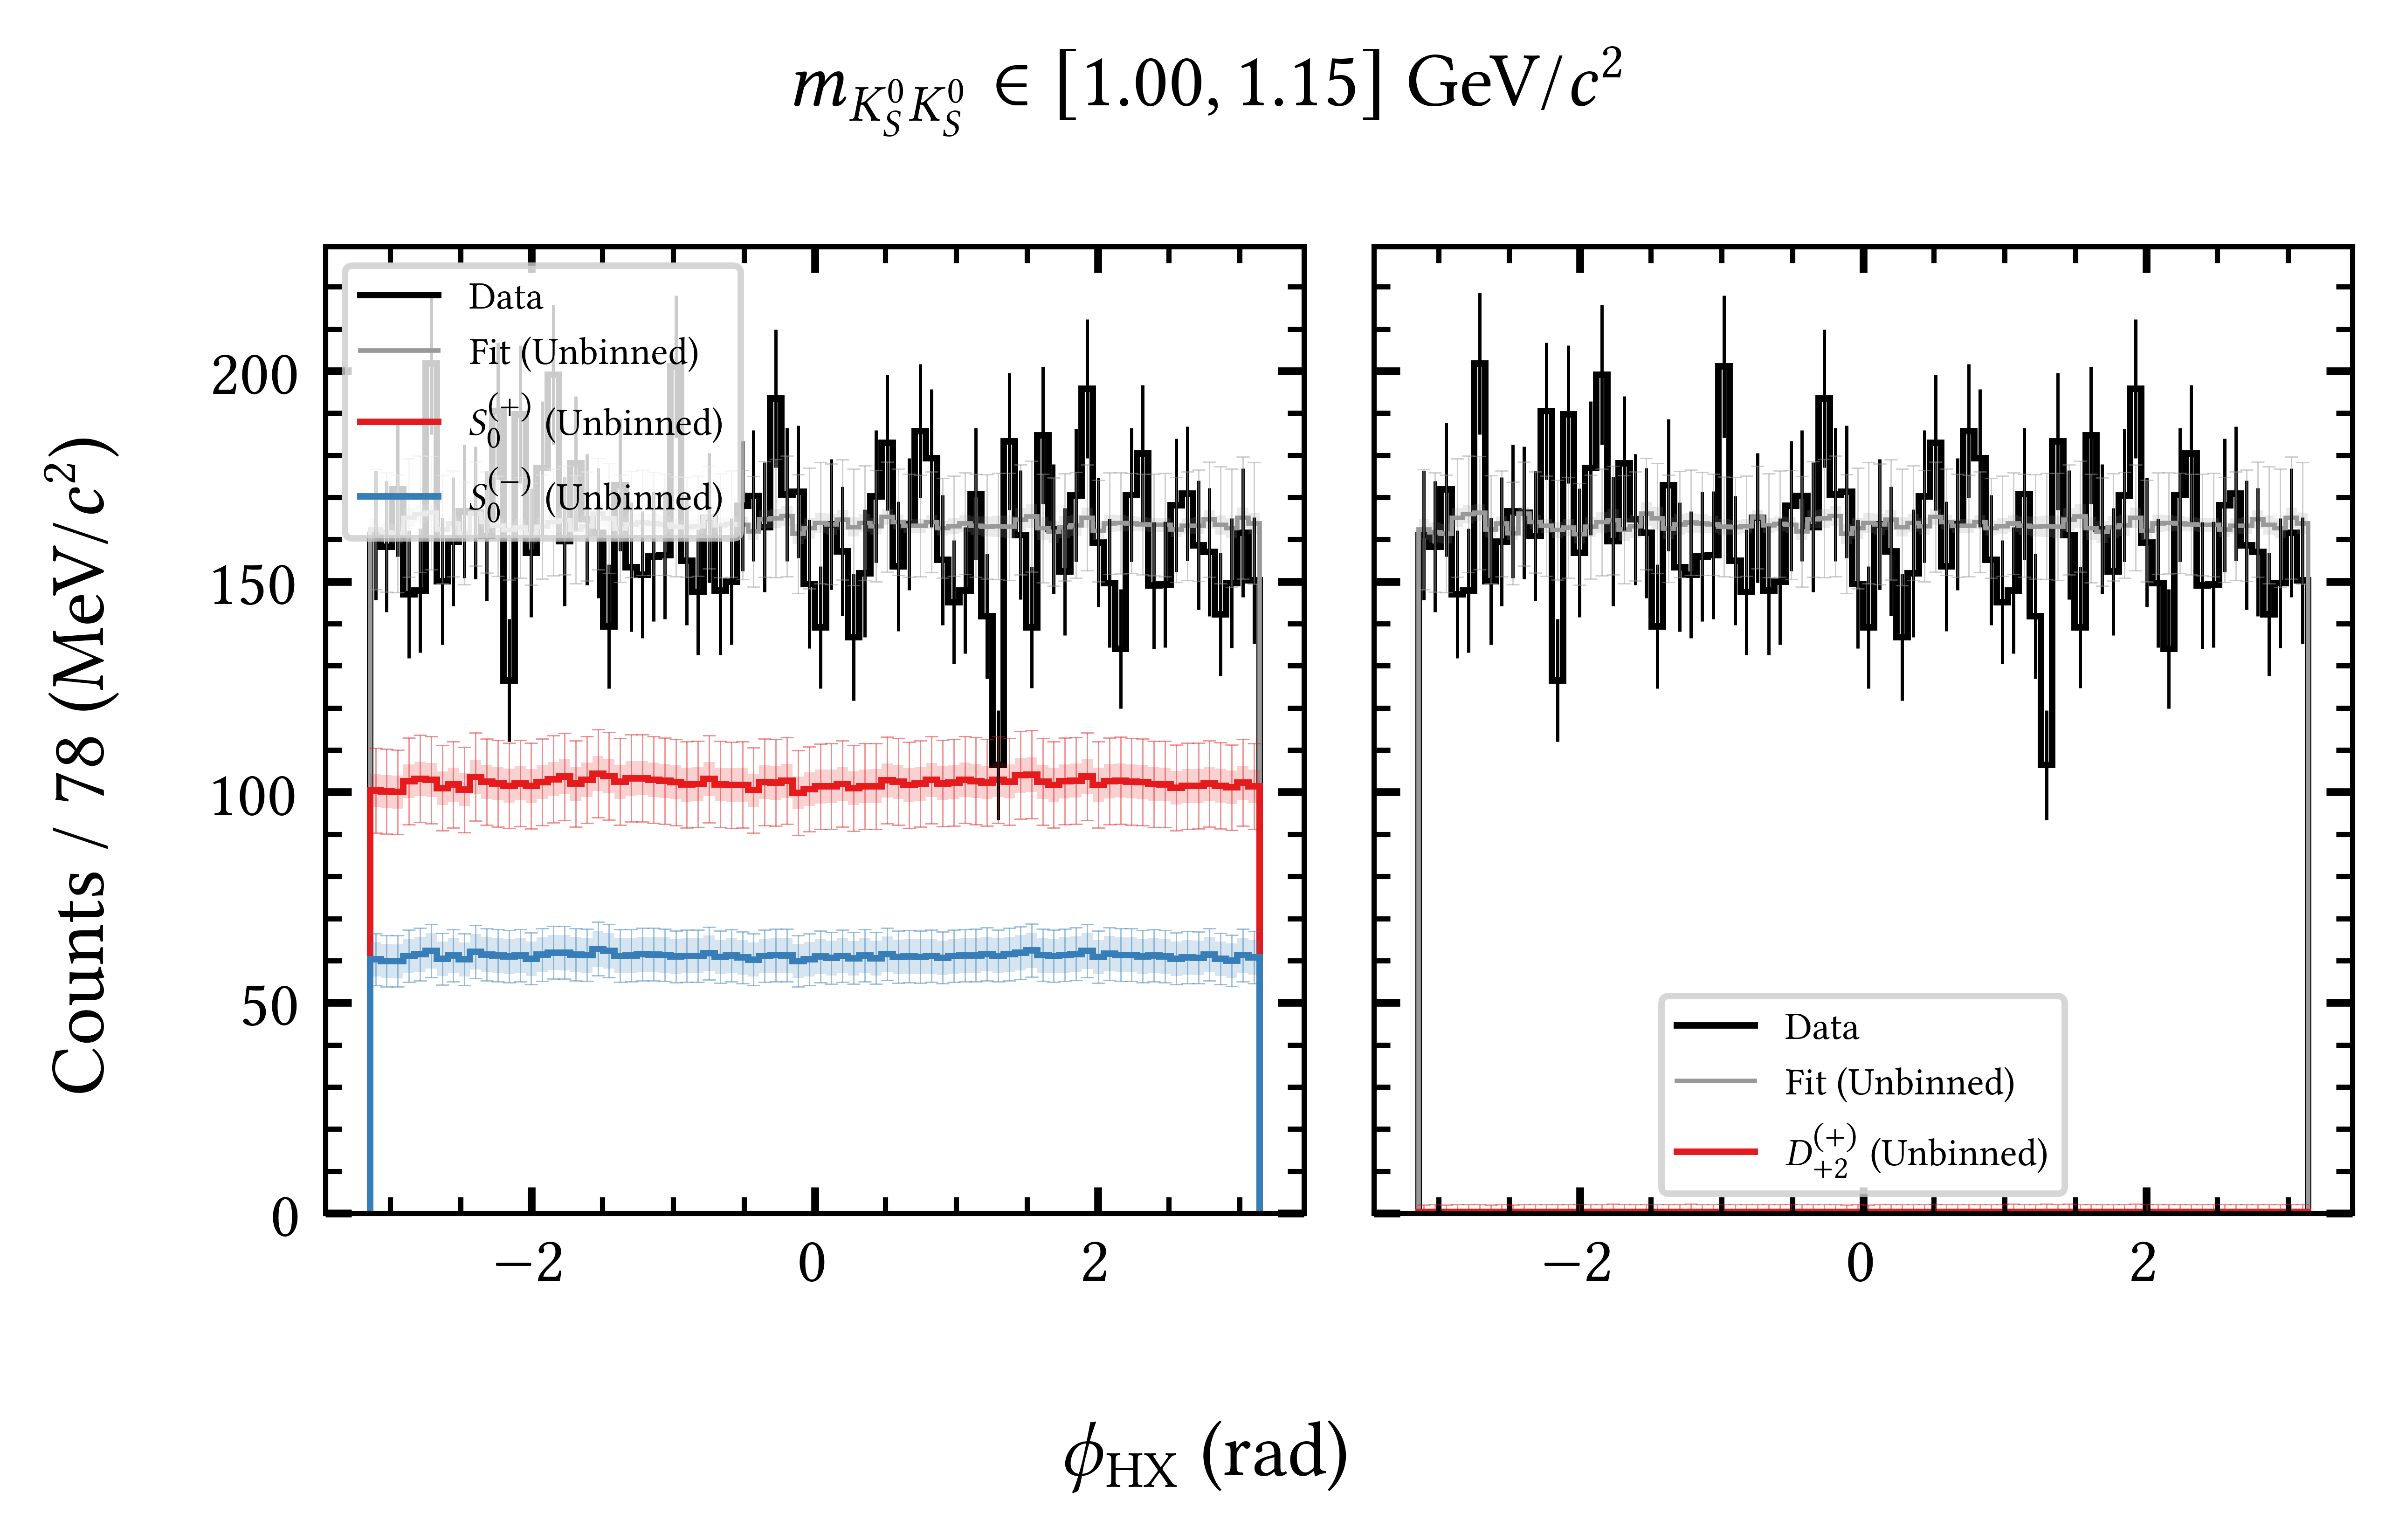 m_{K_S^0 K_S^0} ∈ [1.00, 1.15] GeV/c²
Counts / 78 (MeV/c²)
200
150
100
50
0
Data
Fit (Unbinned)
S_0^{(+)} (Unbinned)
S_0^{(−)} (Unbinned)
−2
0
2
Data
Fit (Unbinned)
D_{+2}^{(+)} (Unbinned)
−2
0
2
ϕ_{HX} (rad)